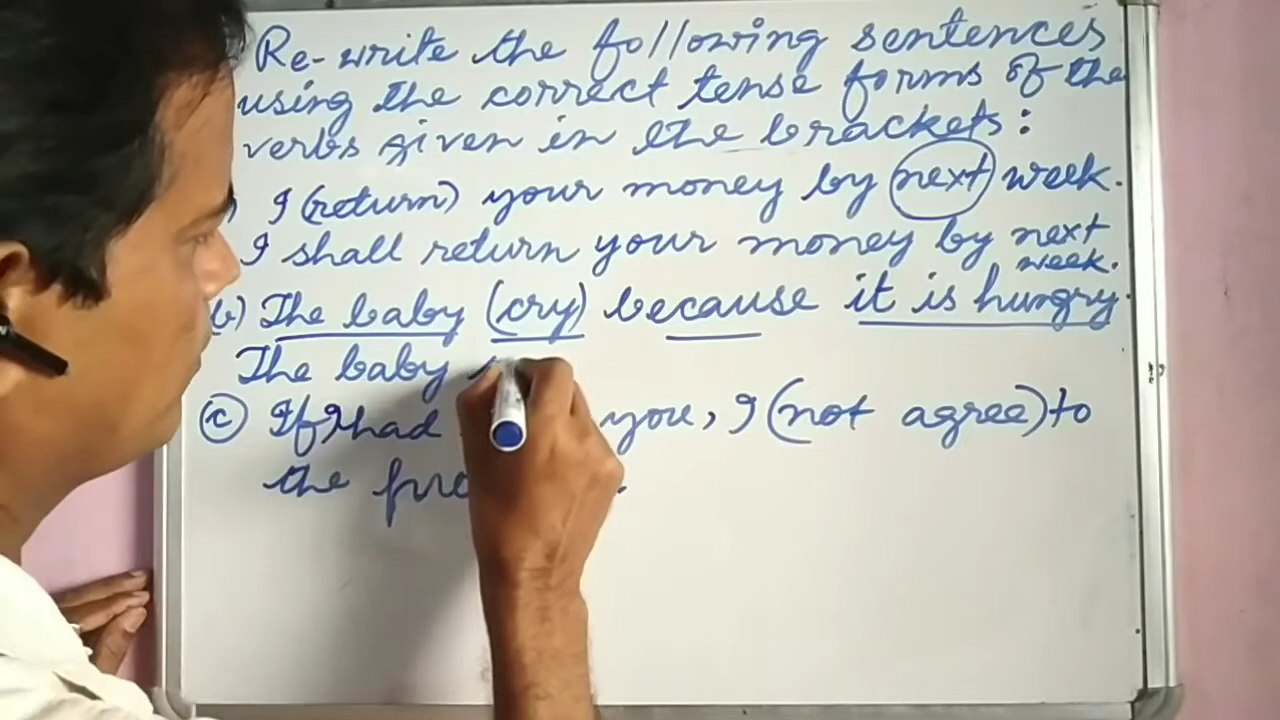 Re-write the following sentences
using the correct tense forms of the
verbs given in the brackets:
) I (return) your money by next week.
I shall return your money by next
week.
(b) The baby (cry) because it is hungry.
The baby
(c) If I had you, I (not agree) to
the